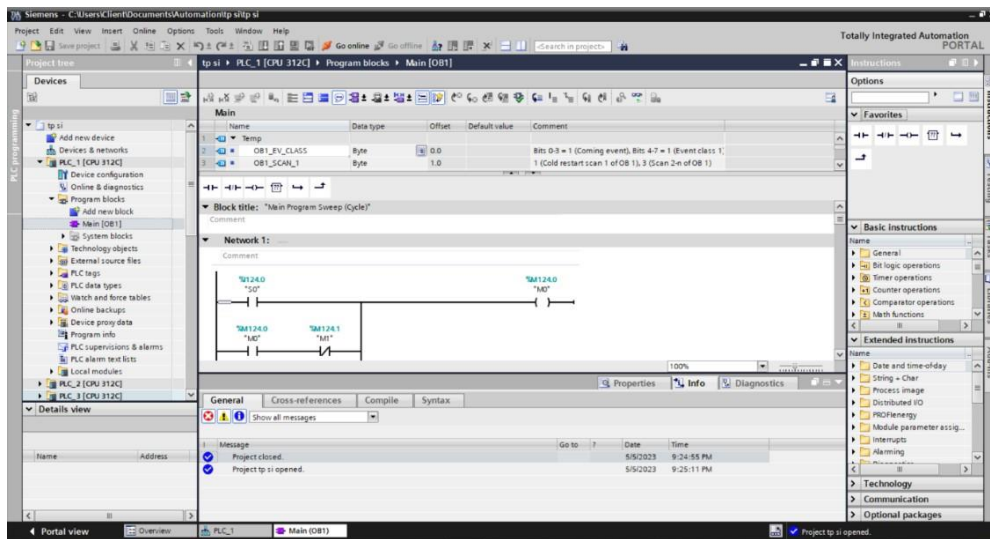 Siemens - C:\Users\Client\Documents\Automation\tp si\tp si
Project Edit View Insert Online Options Tools Window Help
Totally Integrated Automation
PORTAL
Save project
Go online
Go offline
<Search in project>
Project tree
tp si
PLC_1 [CPU 312C]
Program blocks
Main [OB1]
Instructions
Devices
Options
PLC programming
tp si
Add new device
Devices & networks
PLC_1 [CPU 312C]
Device configuration
Online & diagnostics
Program blocks
Add new block
Main [OB1]
System blocks
Technology objects
External source files
PLC tags
PLC data types
Watch and force tables
Online backups
Device proxy data
Program info
PLC supervisions & alarms
PLC alarm text lists
Local modules
PLC_2 [CPU 312C]
PLC_3 [CPU 312C]
Details view
Name Address
Main
Name Data type Offset Default value Comment
1 Temp
2 OB1_EV_CLASS Byte 0.0 Bits 0-3 = 1 (Coming event), Bits 4-7 = 1 (Event class 1)
3 OB1_SCAN_1 Byte 1.0 1 (Cold restart scan 1 of OB 1), 3 (Scan 2-n of OB 1)
Block title: "Main Program Sweep (Cycle)"
Comment
Network 1:
Comment
%I124.0
"S0"
%M124.0
"M0"
%M124.0
"M0"
%M124.1
"M1"
100%
Properties
Info
Diagnostics
General Cross-references Compile Syntax
Show all messages
! Message Go to ? Date Time
Project closed. 5/5/2023 9:24:55 PM
Project tp si opened. 5/5/2023 9:25:11 PM
Favorites
Basic instructions
Name
General
Bit logic operations
Timer operations
Counter operations
Comparator operations
Math functions
Extended instructions
Name
Date and time-of-day
String + Char
Process image
Distributed I/O
PROFIenergy
Module parameter assig...
Interrupts
Alarming
Technology
Communication
Optional packages
Portal view
Overview
PLC_1
Main (OB1)
Project tp si opened.